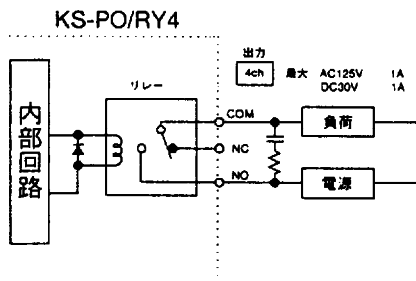 KS-PO/RY4
出力
4ch
最大 AC125V 1A
DC30V 1A
リレー
COM
負荷
内部回路
NC
NO
電源